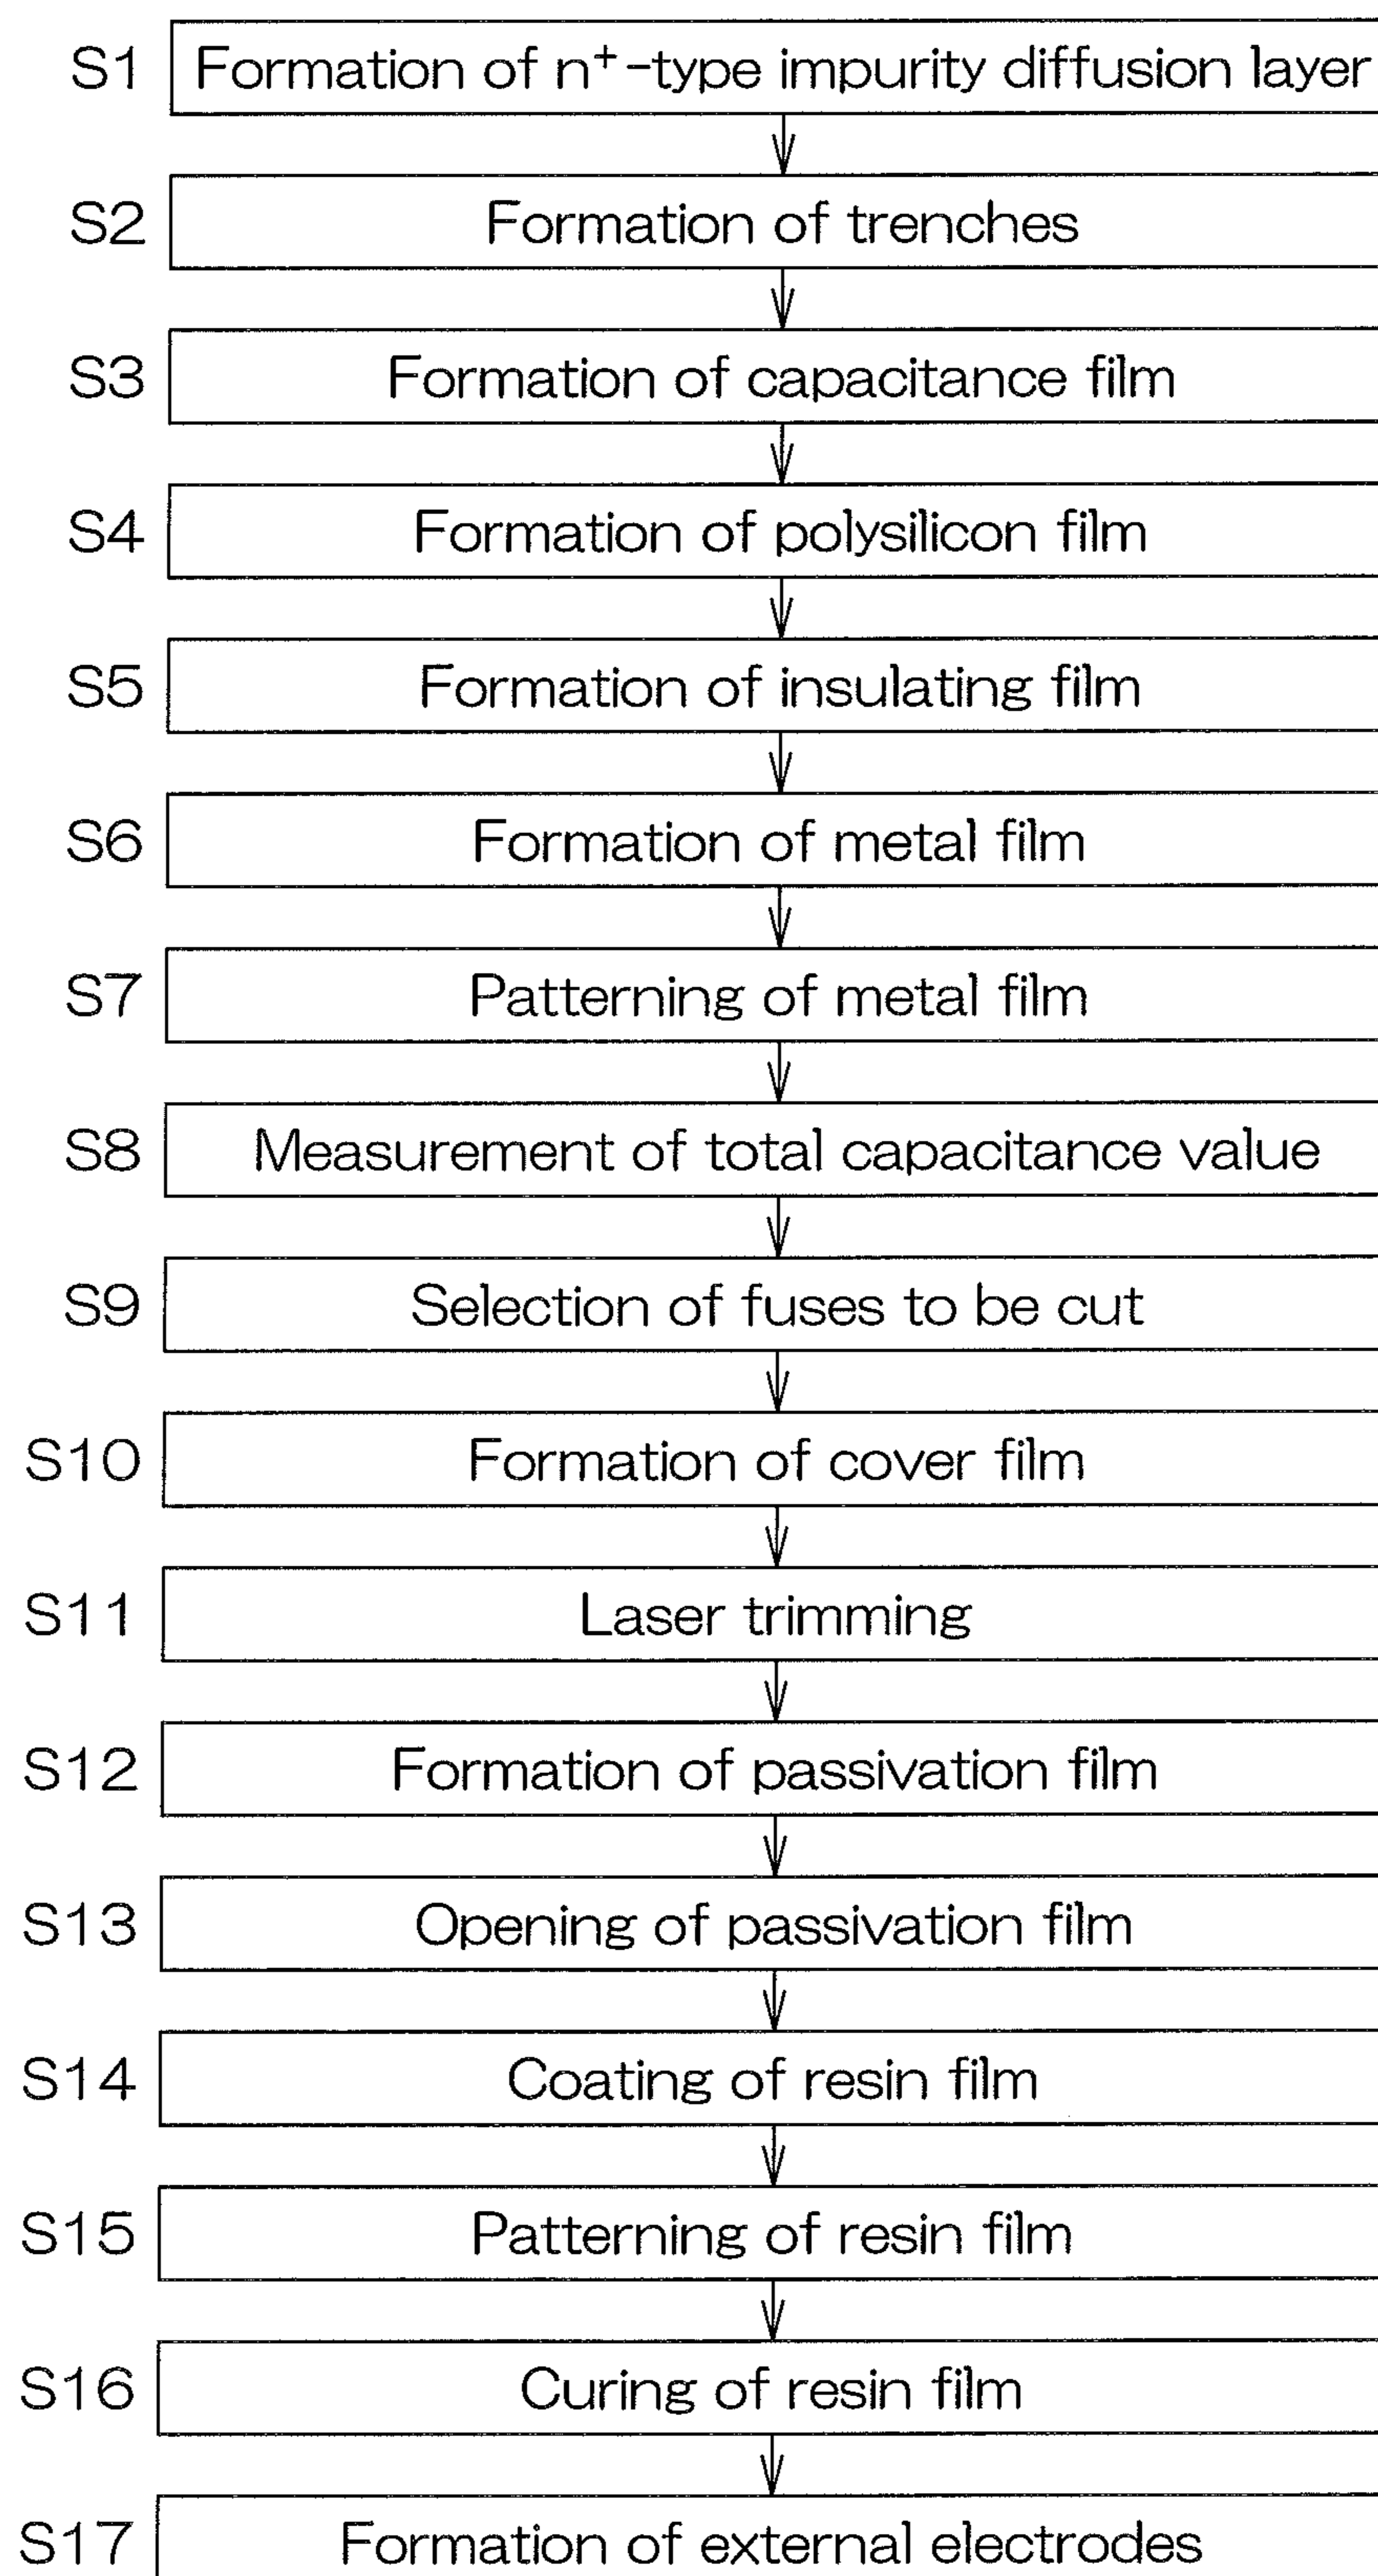 S1 Formation of n⁺-type impurity diffusion layer
S2 Formation of trenches
S3 Formation of capacitance film
S4 Formation of polysilicon film
S5 Formation of insulating film
S6 Formation of metal film
S7 Patterning of metal film
S8 Measurement of total capacitance value
S9 Selection of fuses to be cut
S10 Formation of cover film
S11 Laser trimming
S12 Formation of passivation film
S13 Opening of passivation film
S14 Coating of resin film
S15 Patterning of resin film
S16 Curing of resin film
S17 Formation of external electrodes